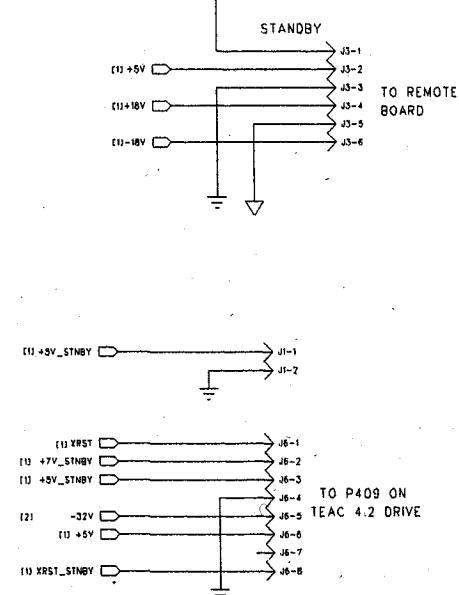 STANDBY
J3-1
[1] +5V J3-2
J3-3
[1]+18V J3-4
J3-5
[1]-18V J3-6
TO REMOTE
BOARD
[1] +9V_STNBY J1-1
J1-2
[1] XRST J6-1
[1] +7V_STNBY J6-2
[1] +5V_STNBY J6-3
J6-4
[2] -32V J6-5
[1] +5V J6-6
J6-7
[1] XRST_STNBY J6-8
TO P409 ON
TEAC 4.2 DRIVE